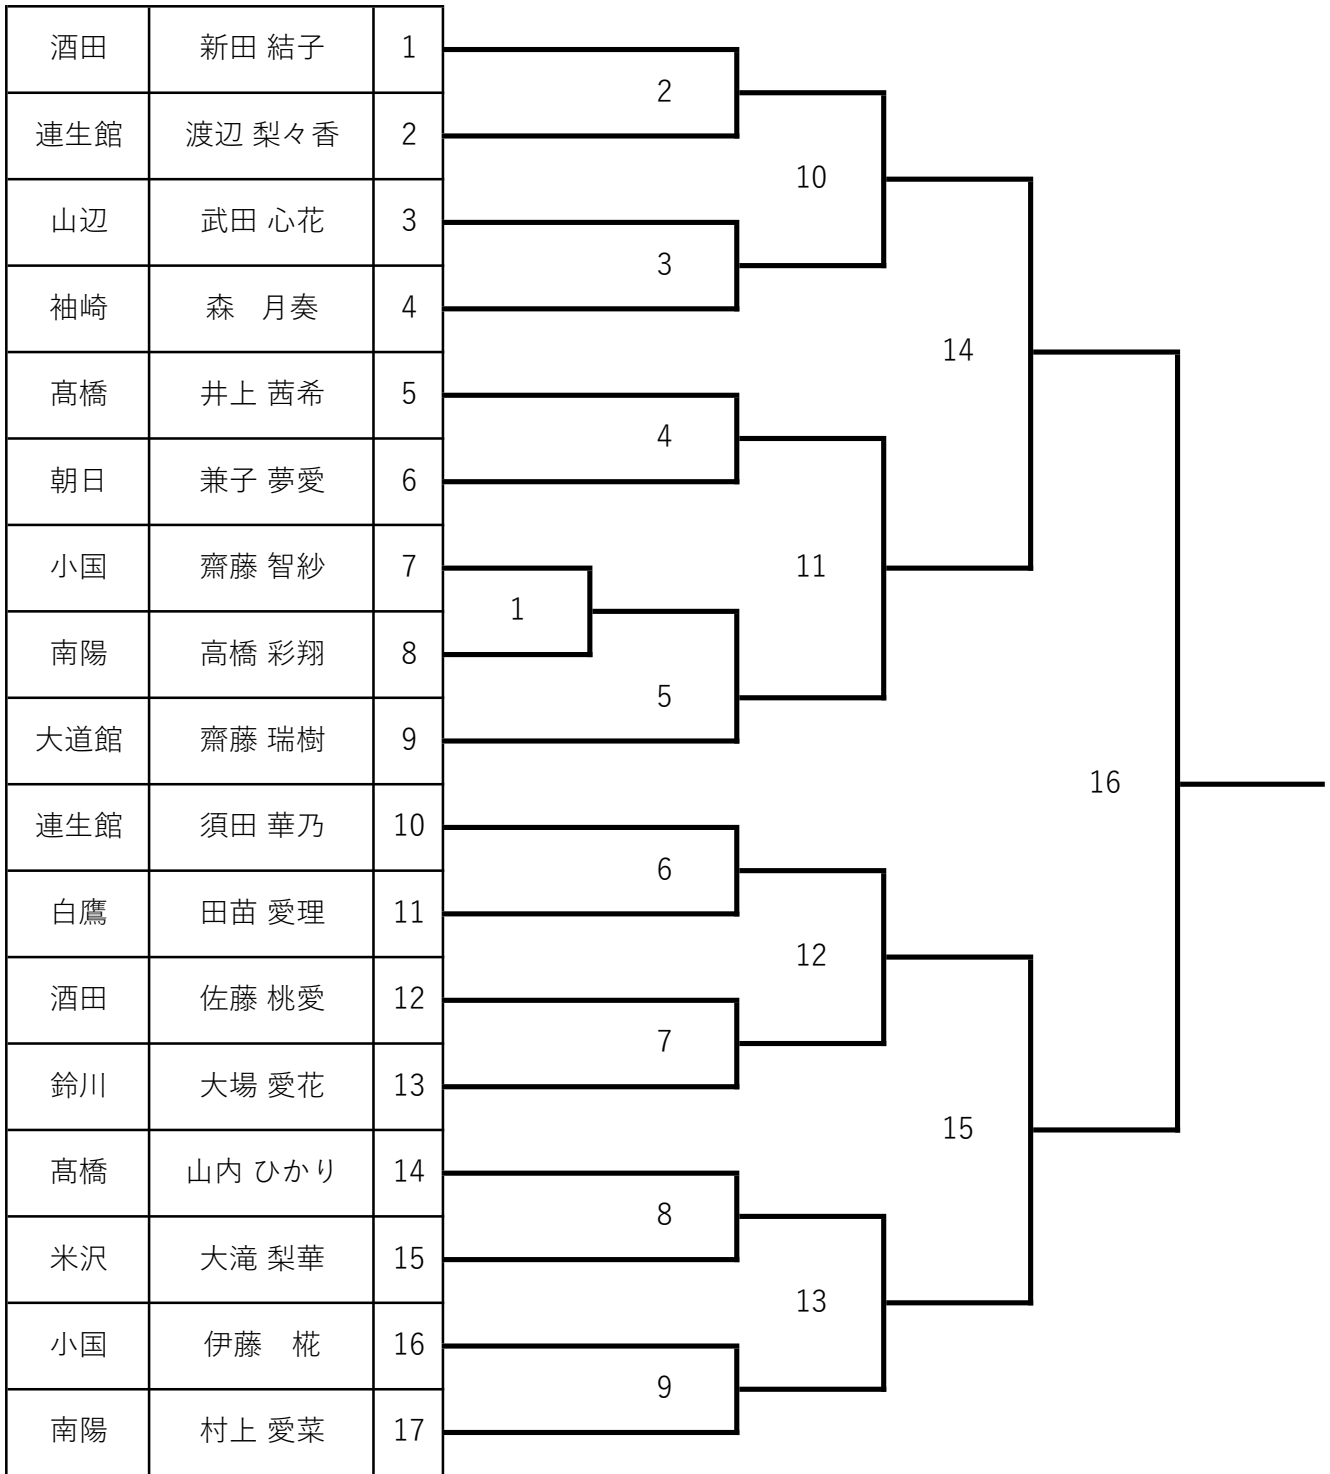 酒田 新田 結子 1
2
連生館 渡辺 梨々香 2
10
山辺 武田 心花 3
3
袖崎 森　月奏 4
14
髙橋 井上 茜希 5
4
朝日 兼子 夢愛 6
小国 齋藤 智紗 7
11
1
南陽 高橋 彩翔 8
5
大道館 齋藤 瑞樹 9
16
連生館 須田 華乃 10
6
白鷹 田苗 愛理 11
12
酒田 佐藤 桃愛 12
7
鈴川 大場 愛花 13
15
髙橋 山内 ひかり 14
8
米沢 大滝 梨華 15
13
小国 伊藤　椛 16
9
南陽 村上 愛菜 17